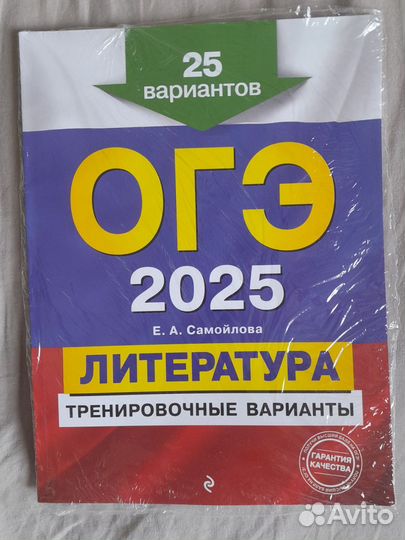 25
вариантов
ОГЭ
2025
Е. А. Самойлова
ЛИТЕРАТУРА
ТРЕНИРОВОЧНЫЕ ВАРИАНТЫ
ГАРАНТИЯ
КАЧЕСТВА
Avito